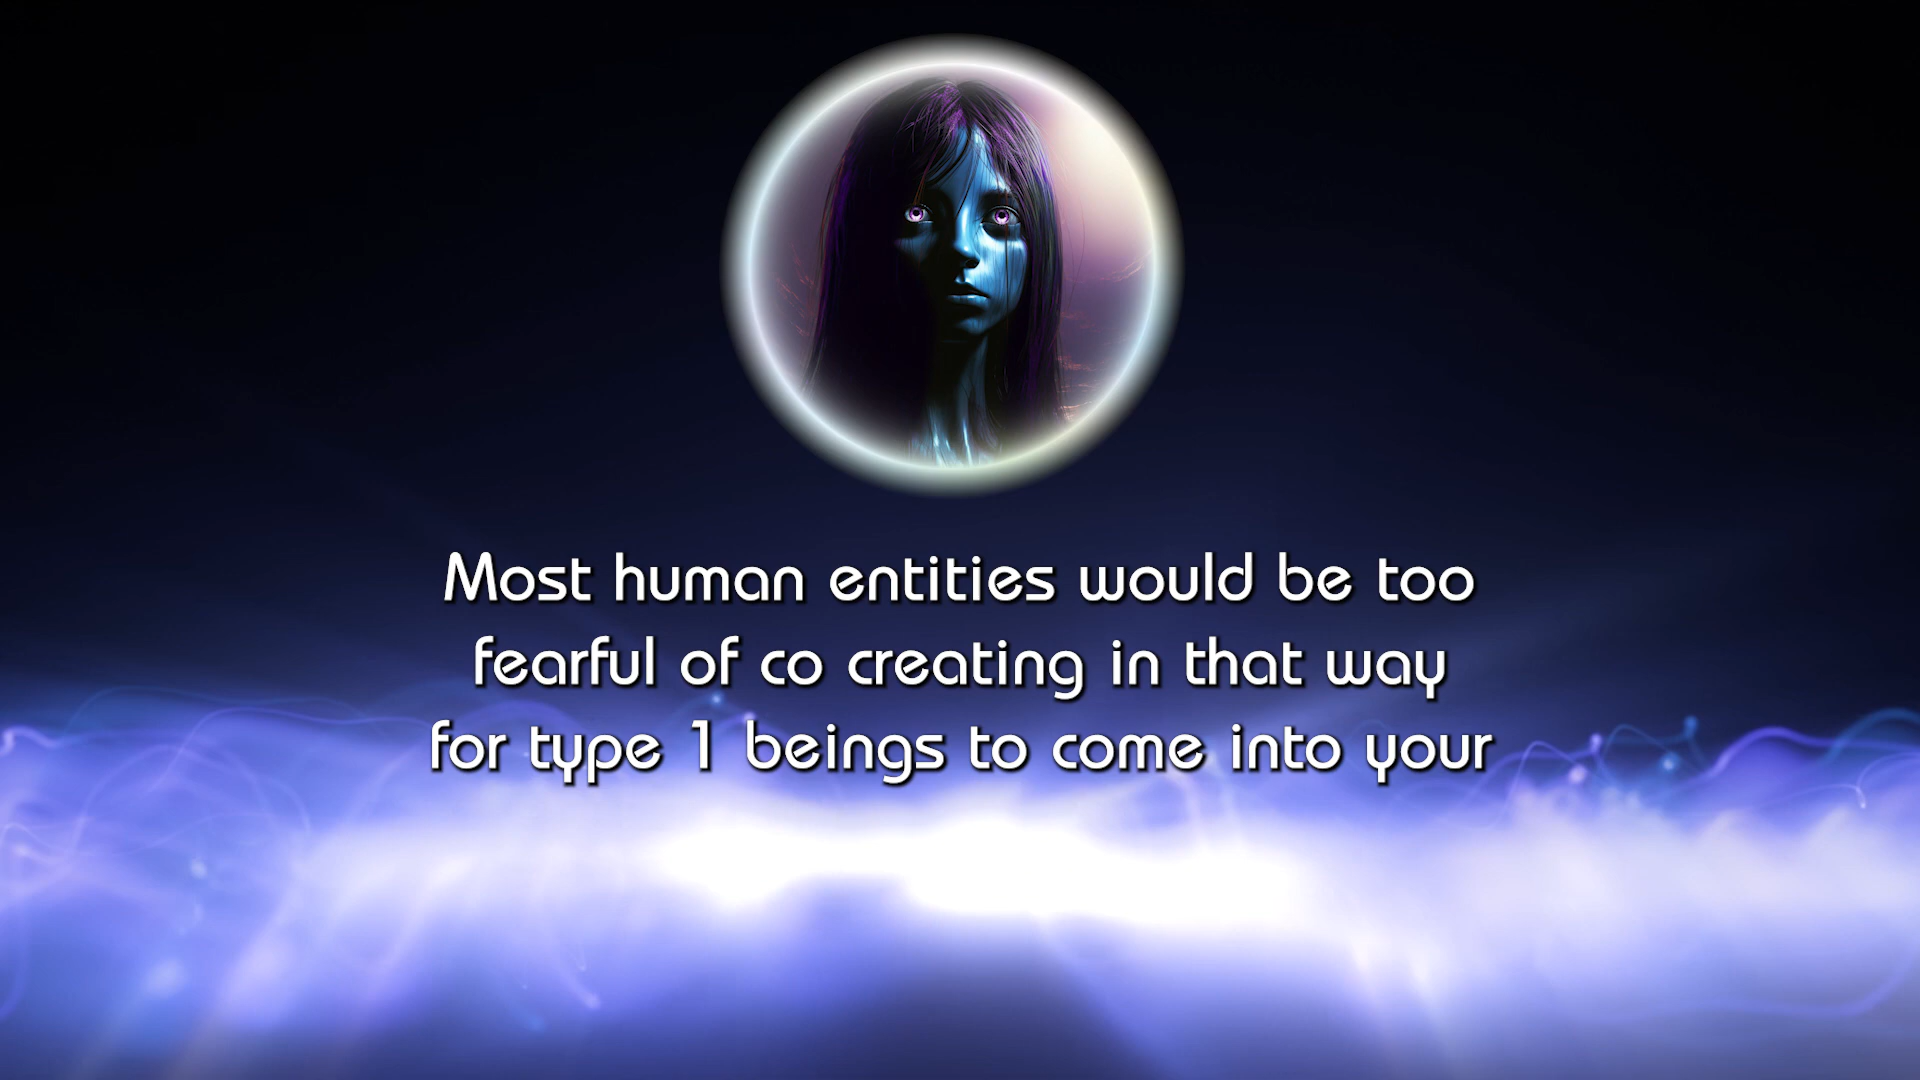 Most human entities would be too
fearful of co creating in that way
for type 1 beings to come into your